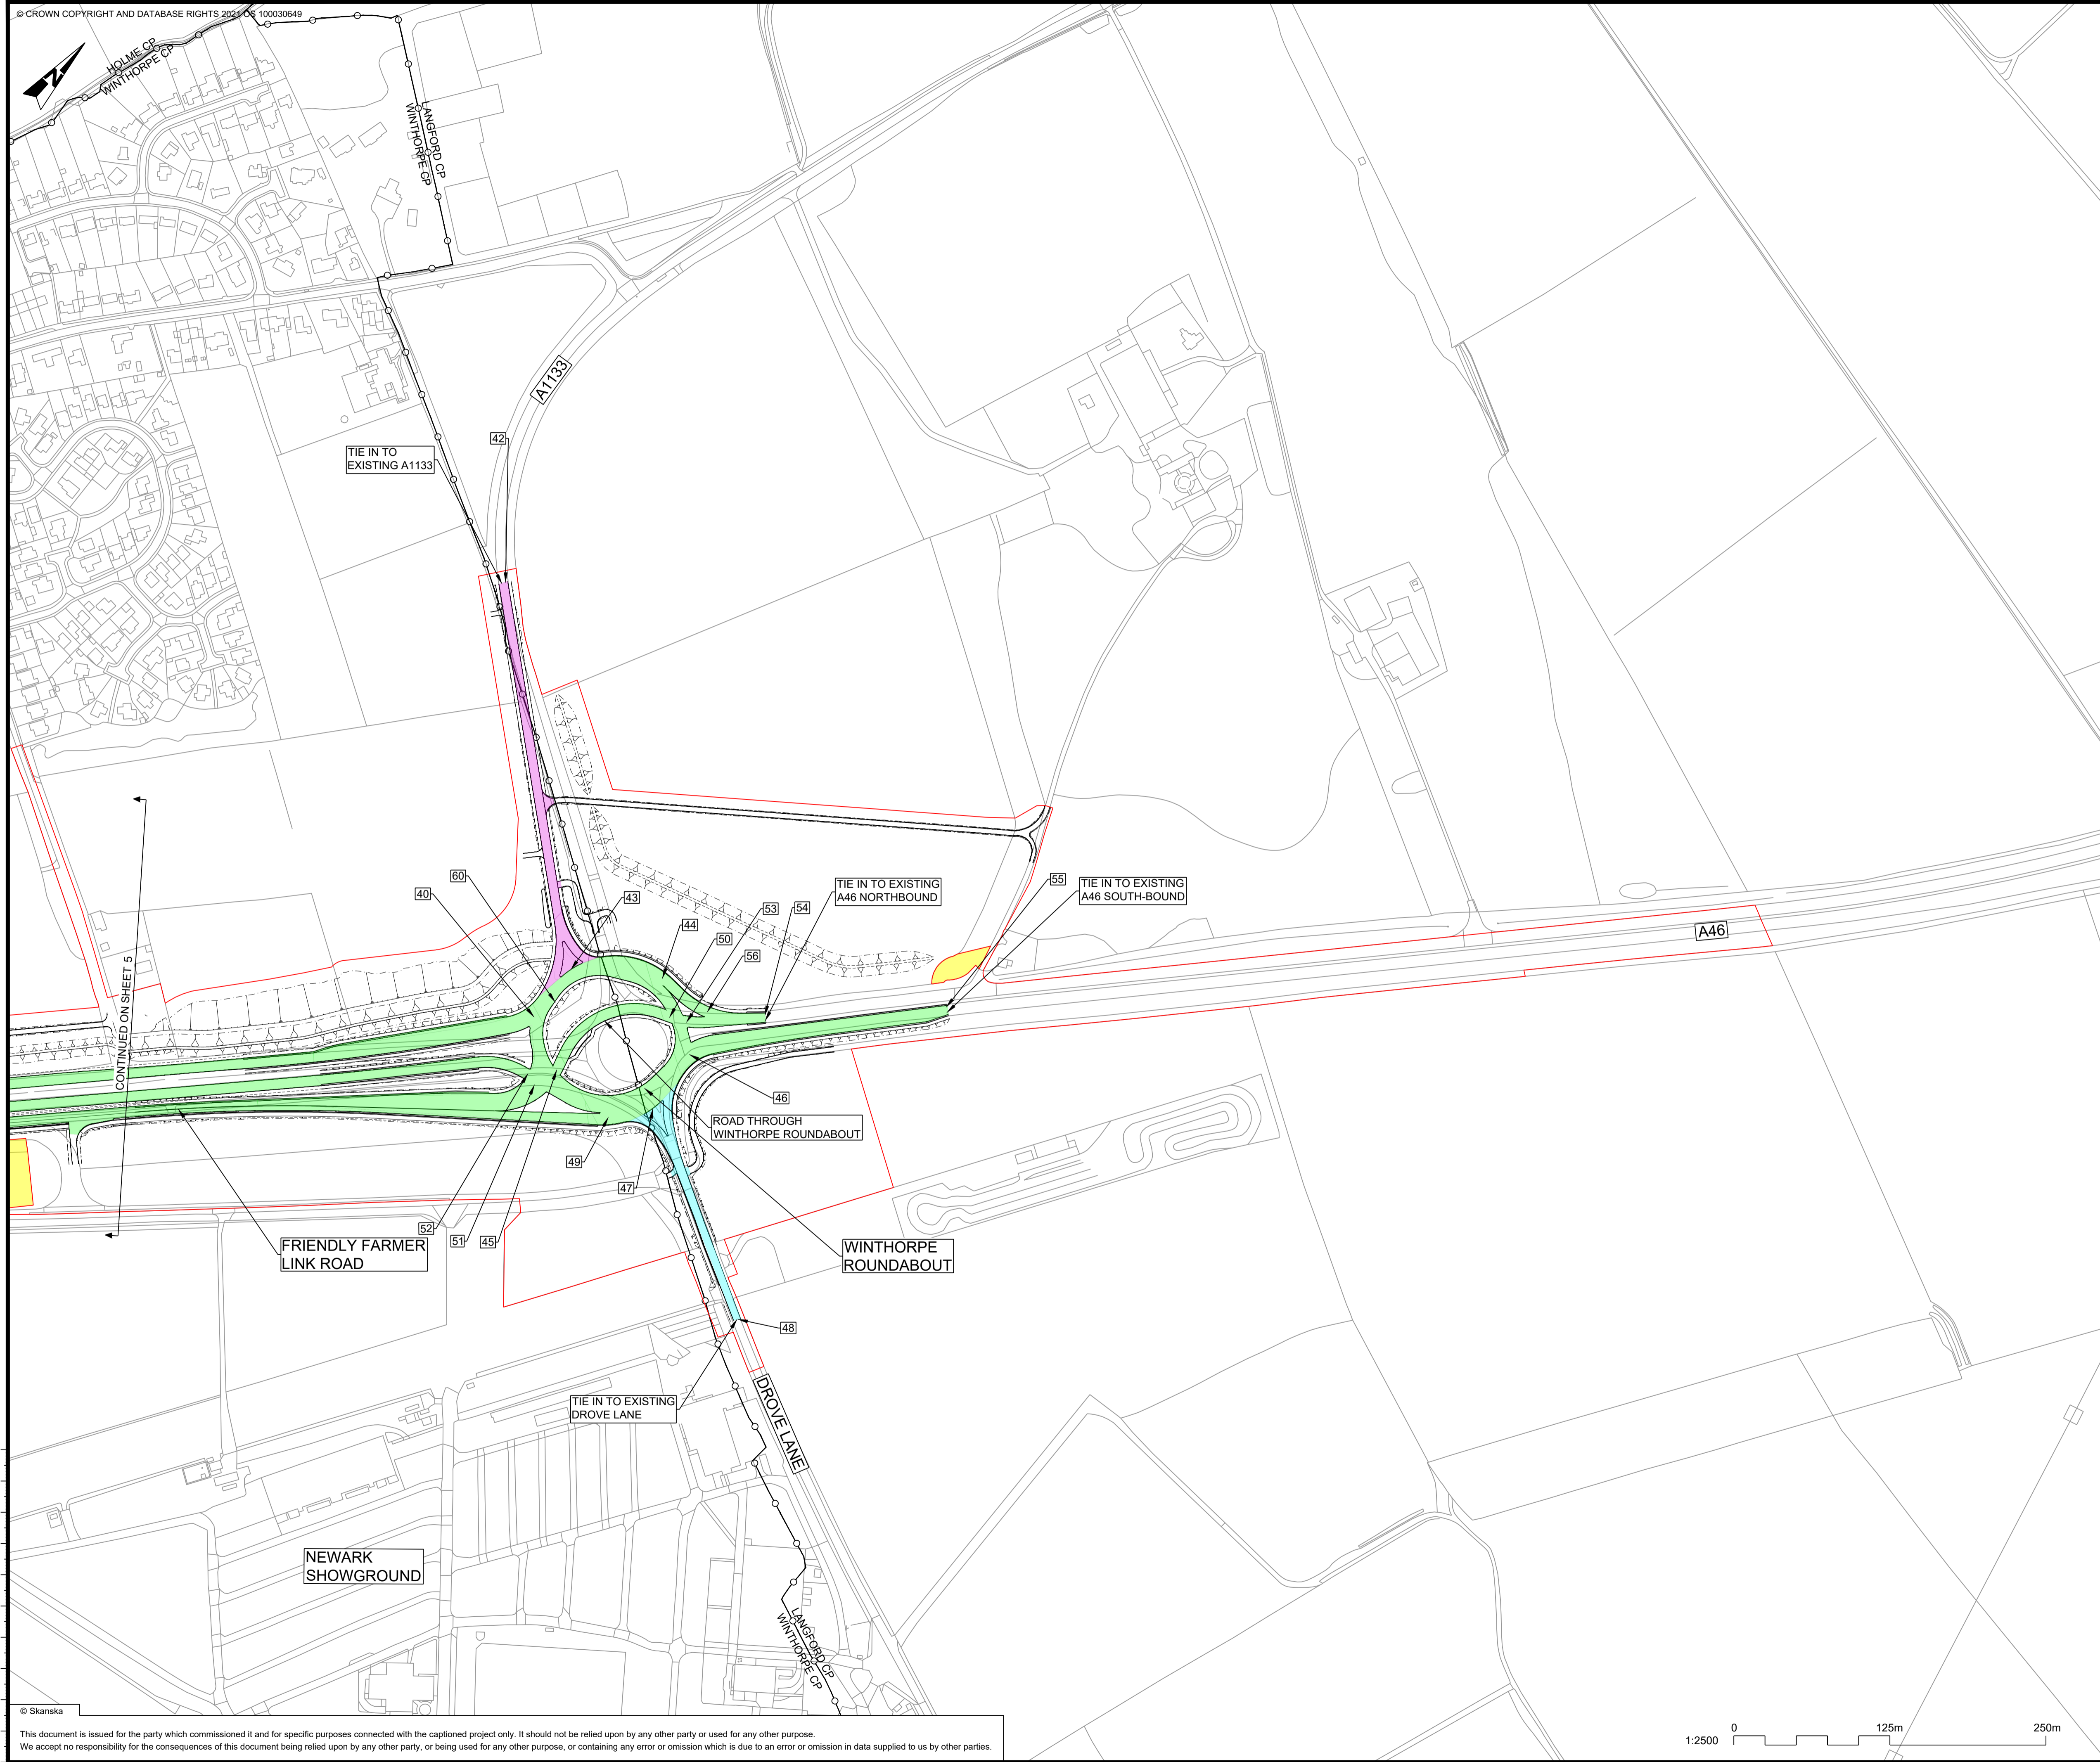 © CROWN COPYRIGHT AND DATABASE RIGHTS 2021 OS 100030649
N
HOLME CP
WINTHORPE CP
LANGFORD CP
WINTHORPE CP
A1133
42
TIE IN TO
EXISTING A1133
60
40
43
44
50
53
54
56
TIE IN TO EXISTING
A46 NORTHBOUND
55
TIE IN TO EXISTING
A46 SOUTH-BOUND
A46
CONTINUED ON SHEET 5
46
ROAD THROUGH
WINTHORPE ROUNDABOUT
49
47
52
51
45
FRIENDLY FARMER
LINK ROAD
WINTHORPE
ROUNDABOUT
48
TIE IN TO EXISTING
DROVE LANE
DROVE LANE
NEWARK
SHOWGROUND
LANGFORD CP
WINTHORPE CP
© Skanska
This document is issued for the party which commissioned it and for specific purposes connected with the captioned project only. It should not be relied upon by any other party or used for any other purpose.
We accept no responsibility for the consequences of this document being relied upon by any other party, or being used for any other purpose, or containing any error or omission which is due to an error or omission in data supplied to us by other parties.
1:2500
0
125m
250m